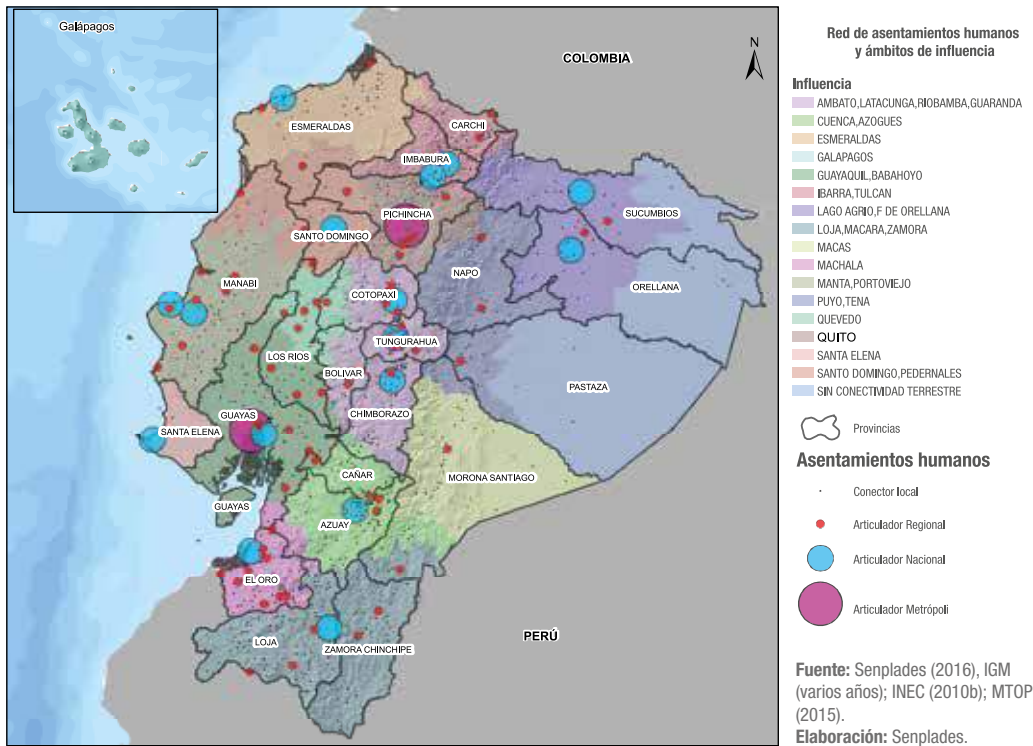 Galápagos
COLOMBIA
N
ESMERALDAS
CARCHI
IMBABURA
SUCUMBIOS
PICHINCHA
SANTO DOMINGO
NAPO
MANABI
COTOPAXI
ORELLANA
TUNGURAHUA
LOS RIOS
BOLIVAR
PASTAZA
CHIMBORAZO
GUAYAS
SANTA ELENA
CAÑAR
MORONA SANTIAGO
GUAYAS
AZUAY
EL ORO
LOJA
ZAMORA CHINCHIPE
PERÚ
Red de asentamientos humanos
y ámbitos de influencia
Influencia
AMBATO,LATACUNGA,RIOBAMBA,GUARANDA
CUENCA,AZOGUES
ESMERALDAS
GALAPAGOS
GUAYAQUIL,BABAHOYO
IBARRA,TULCAN
LAGO AGRIO,F DE ORELLANA
LOJA,MACARA,ZAMORA
MACAS
MACHALA
MANTA,PORTOVIEJO
PUYO,TENA
QUEVEDO
QUITO
SANTA ELENA
SANTO DOMINGO,PEDERNALES
SIN CONECTIVIDAD TERRESTRE
Provincias
Asentamientos humanos
Conector local
Articulador Regional
Articulador Nacional
Articulador Metrópoli
Fuente: Senplades (2016), IGM
(varios años); INEC (2010b); MTOP
(2015).
Elaboración: Senplades.